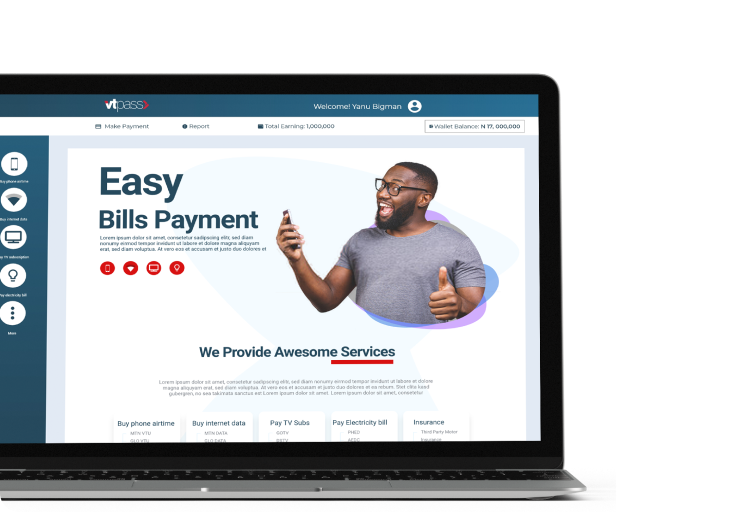 vtpass
Welcome! Yanu Bigman
Make Payment
Report
Total Earning: 1,000,000
Wallet Balance: N 17, 000,000
Buy phone airtime
Buy internet data
Pay TV subscription
Pay electricity bill
More
Easy
Bills Payment
Lorem ipsum dolor sit amet, consetetur sadipscing elitr, sed diam
nonumy eirmod tempor invidunt ut labore et dolore magna aliquyam
erat, sed diam voluptua. At vero eos et accusam et justo duo dolores et
We Provide Awesome Services
Lorem ipsum dolor sit amet, consetetur sadipscing elitr, sed diam nonumy eirmod tempor invidunt ut labore et dolore
magna aliquyam erat, sed diam voluptua. At vero eos et accusam et justo duo dolores et ea rebum. Stet clita kasd
gubergren, no sea takimata sanctus est Lorem ipsum dolor sit amet. Lorem ipsum dolor sit amet, consetetur
Buy phone airtime
MTN VTU
GLO VTU
Buy internet data
MTN DATA
GLO DATA
Pay TV Subs
GOTV
DSTV
Pay Electricity bill
PHED
AEDC
Insurance
Third Party Motor
Insurance